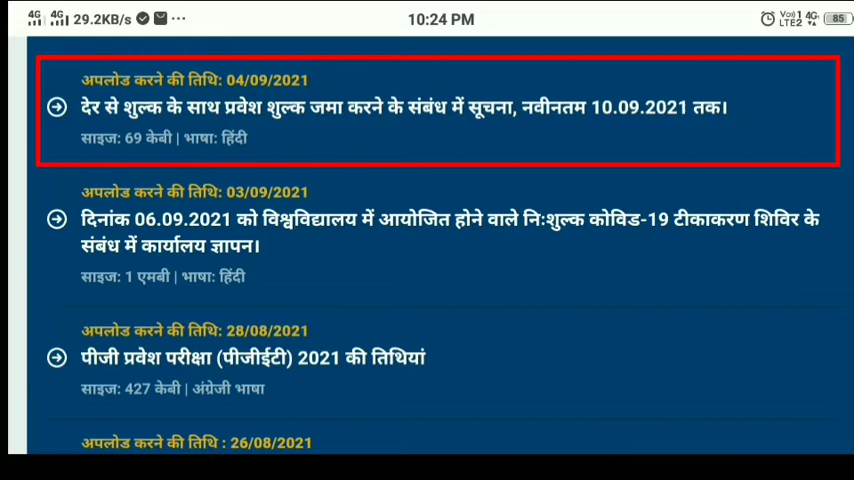 4G 4G 29.2KB/s ... 10:24 PM Vo) 1 4G 85
LTE2
अपलोड करने की तिथि: 04/09/2021
देर से शुल्क के साथ प्रवेश शुल्क जमा करने के संबंध में सूचना, नवीनतम 10.09.2021 तक।
साइज: 69 केबी | भाषा: हिंदी
अपलोड करने की तिथि: 03/09/2021
दिनांक 06.09.2021 को विश्वविद्यालय में आयोजित होने वाले निःशुल्क कोविड-19 टीकाकरण शिविर के
संबंध में कार्यालय ज्ञापन।
साइज: 1 एमबी | भाषा: हिंदी
अपलोड करने की तिथि: 28/08/2021
पीजी प्रवेश परीक्षा (पीजीईटी) 2021 की तिथियां
साइज: 427 केबी | अंग्रेजी भाषा
अपलोड करने की तिथि : 26/08/2021